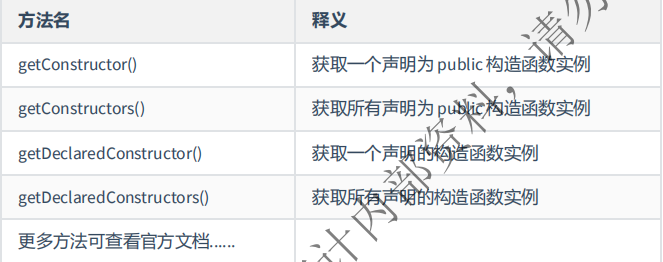 方法名 释义
getConstructor() 获取一个声明为 public 构造函数实例
getConstructors() 获取所有声明为 public 构造函数实例
getDeclaredConstructor() 获取一个声明的构造函数实例
getDeclaredConstructors() 获取所有声明的构造函数实例
更多方法可查看官方文档......
计内部资料，请勿